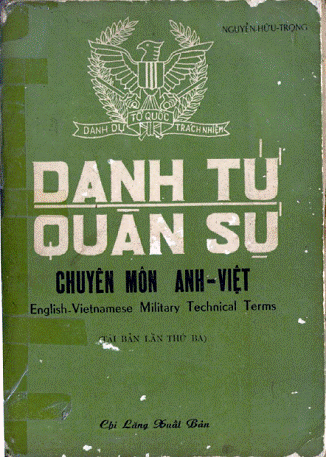 NGUYỄN-HỮU-TRỌNG
TỔ QUỐC
DANH DỰ TRÁCH NHIỆM
DANH TỪ
QUÂN SỰ
CHUYÊN MÔN ANH-VIỆT
English-Vietnamese Military Technical Terms
(TÁI BẢN LẦN THỨ BA)
Chi Lăng Xuất Bản